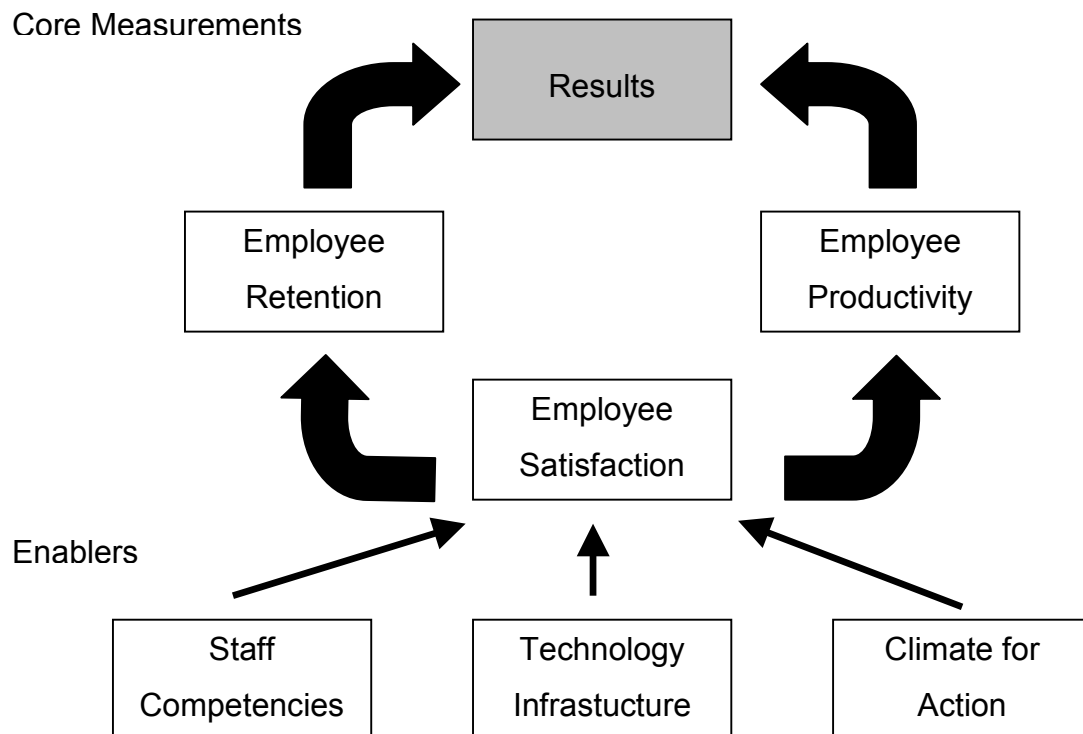 Core Measurements
Results
Employee
Retention
Employee
Productivity
Employee
Satisfaction
Enablers
Staff
Competencies
Technology
Infrastucture
Climate for
Action